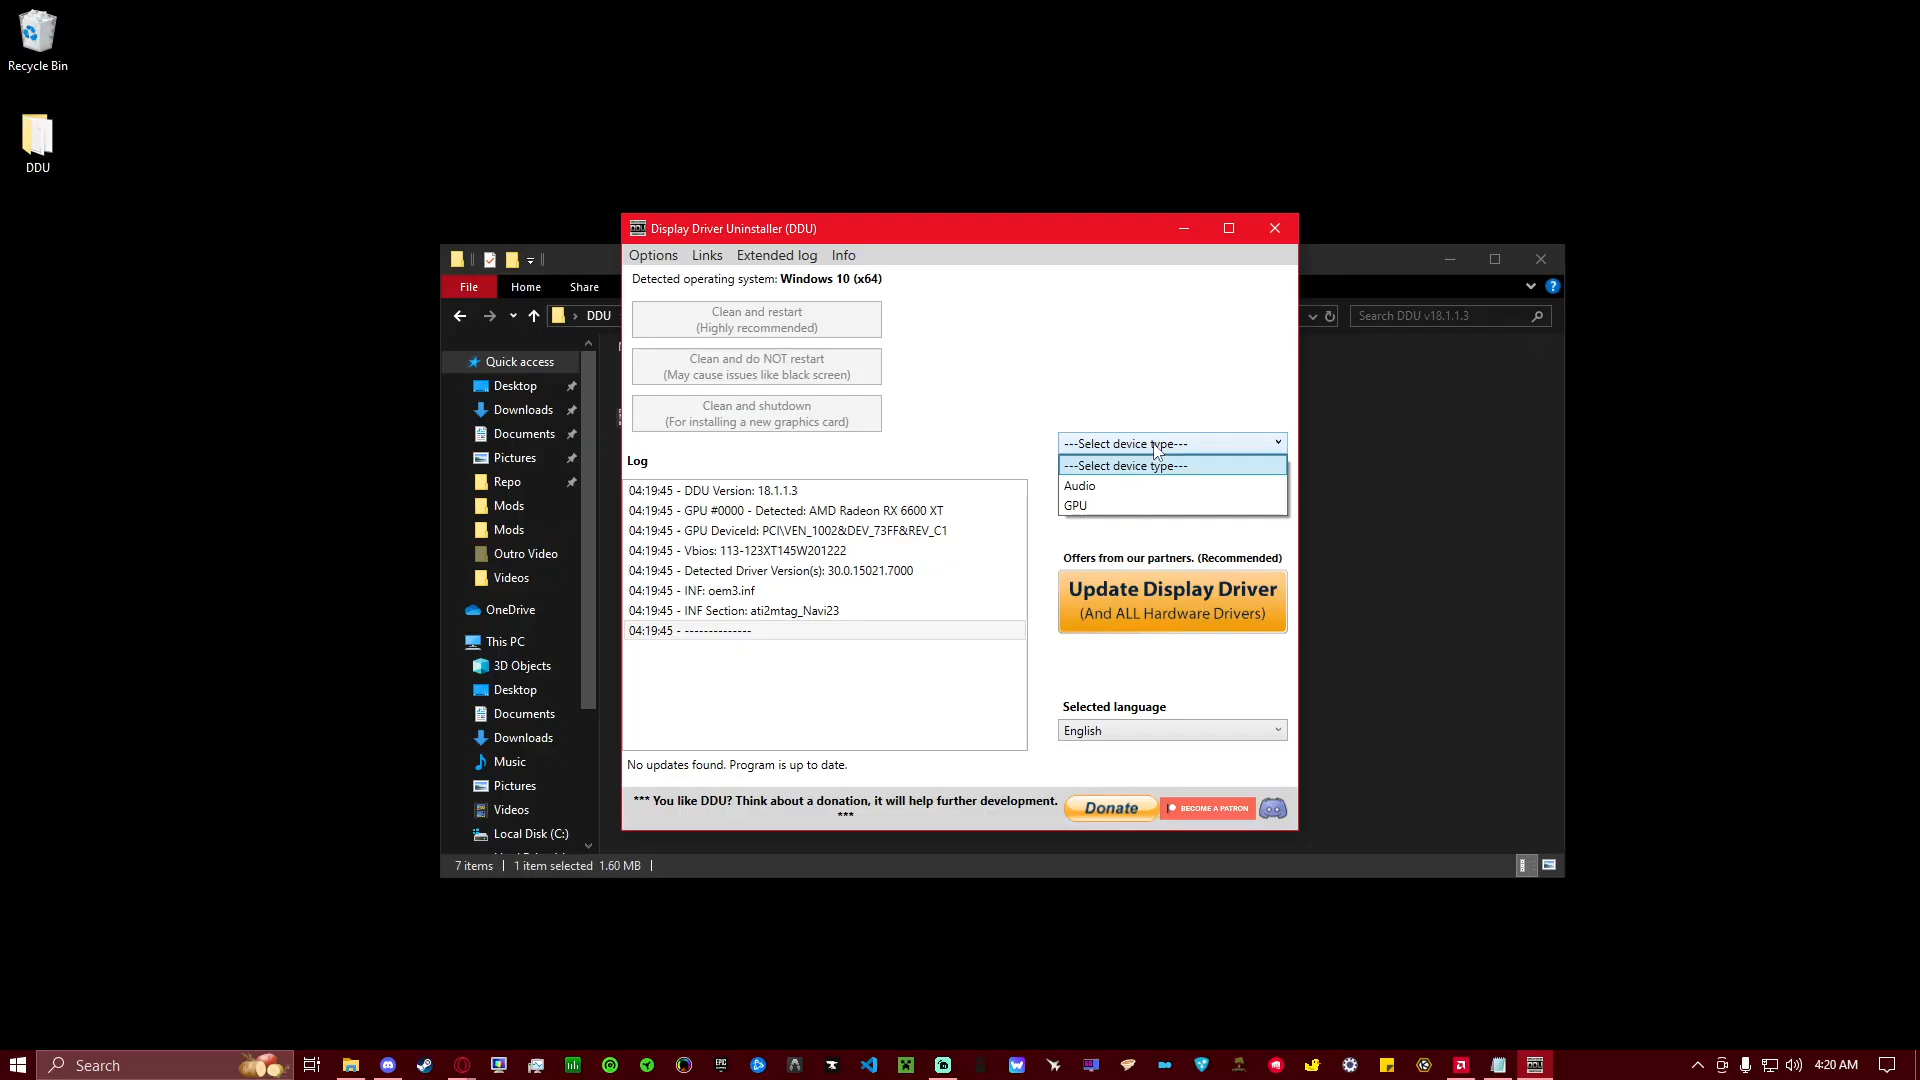 Recycle Bin
DDU
Display Driver Uninstaller (DDU)
Options Links Extended log Info
Detected operating system: Windows 10 (x64)
Clean and restart
(Highly recommended)
Clean and do NOT restart
(May cause issues like black screen)
Clean and shutdown
(For installing a new graphics card)
Log
04:19:45 - DDU Version: 18.1.1.3
04:19:45 - GPU #0000 - Detected: AMD Radeon RX 6600 XT
04:19:45 - GPU DeviceId: PCI\VEN_1002&DEV_73FF&REV_C1
04:19:45 - Vbios: 113-123XT145W201222
04:19:45 - Detected Driver Version(s): 30.0.15021.7000
04:19:45 - INF: oem3.inf
04:19:45 - INF Section: ati2mtag_Navi23
04:19:45 - --------------
---Select device type---
---Select device type---
Audio
GPU
Offers from our partners. (Recommended)
Update Display Driver
(And ALL Hardware Drivers)
Selected language
English
No updates found. Program is up to date.
*** You like DDU? Think about a donation, it will help further development.
***
Donate
BECOME A PATRON
File Home Share
DDU
Search DDU v18.1.1.3
Quick access
Desktop
Downloads
Documents
Pictures
Repo
Mods
Mods
Outro Video
Videos
OneDrive
This PC
3D Objects
Desktop
Documents
Downloads
Music
Pictures
Videos
Local Disk (C:)
7 items 1 item selected 1.60 MB
Search
EPIC
4:20 AM